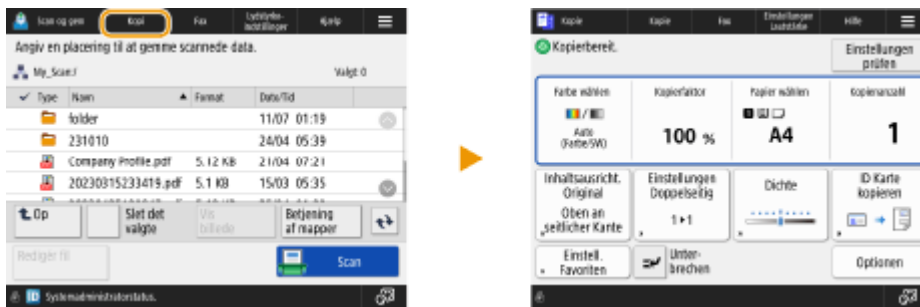 Scan og gem
Kopi
Fax
Lydstyrke-
indstillinger
Hjælp
Angiv en placering til at gemme scannede data.
My_Scan:/
Valgt:0
Type
Navn
Format
Dato/Tid
folder
11/07 01:19
231010
24/04 05:39
Company Profile.pdf
5.12 KB
21/04 07:21
20230315233419.pdf
5.1 KB
15/03 05:35
Op
Slet det
valgte
Vis
billede
Betjening
af mapper
Rediger fil
Scan
ID Systemadministratorstatus.
Kopie
Kopie
Fax
Einstellungen
Lautstärke
Hilfe
Kopierbereit.
Einstellungen
prüfen
Farbe wählen
Kopierfaktor
Papier wählen
Kopienanzahl
Auto
(Farbe/SW)
100 %
A4
1
Inhaltsausricht.
Original
Oben an
seitlicher Kante
Einstellungen
Doppelseitig
1▸1
Dichte
ID Karte
kopieren
Einstell.
Favoriten
Unter-
brechen
Optionen